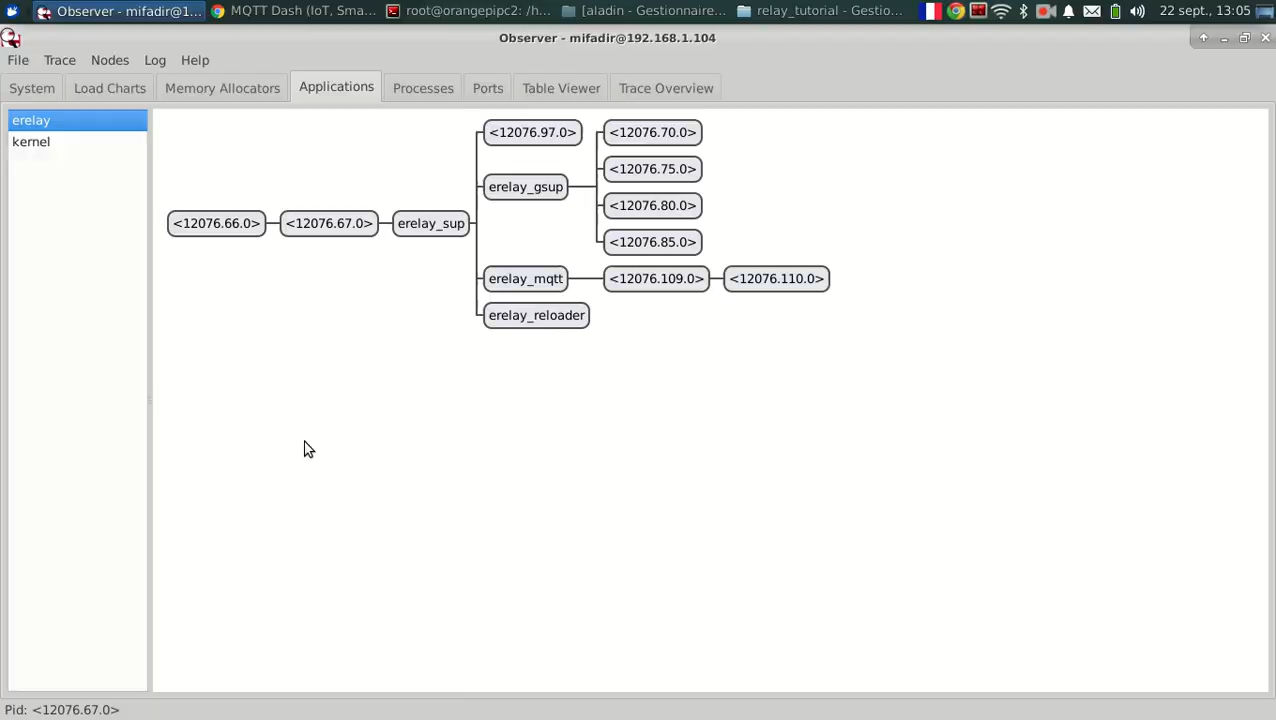 Observer - mifadir@1... MQTT Dash (IoT, Sma... root@orangepipc2: /h... [aladin - Gestionnaire... relay_tutorial - Gestio... 22 sept., 13:05
Observer - mifadir@192.168.1.104
File Trace Nodes Log Help
System Load Charts Memory Allocators Applications Processes Ports Table Viewer Trace Overview
erelay
kernel
<12076.97.0> <12076.70.0>
<12076.75.0>
erelay_gsup
<12076.80.0>
<12076.66.0> <12076.67.0> erelay_sup
<12076.85.0>
erelay_mqtt <12076.109.0> <12076.110.0>
erelay_reloader
Pid: <12076.67.0>